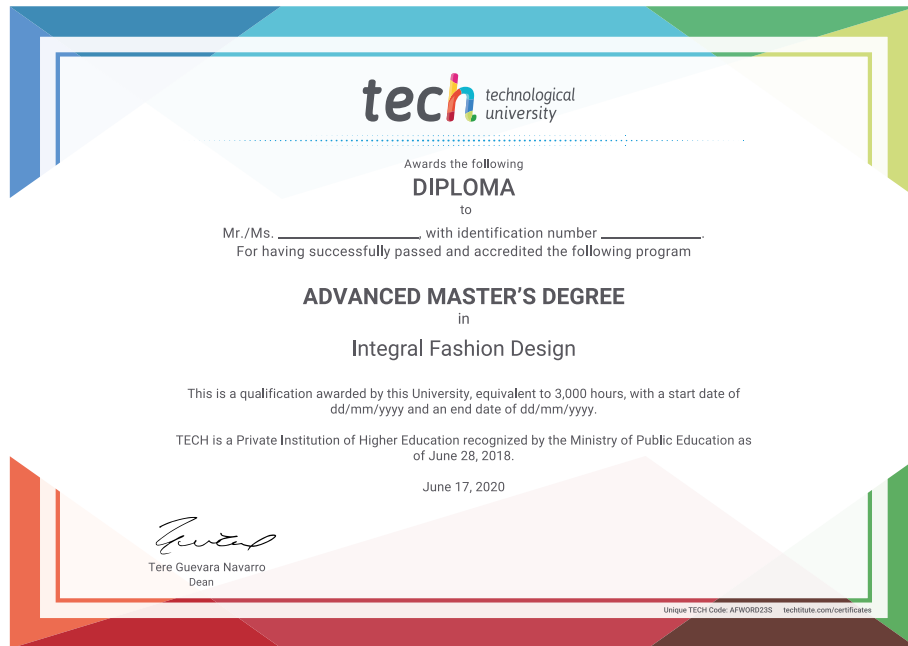 tech technological
university
Awards the following
DIPLOMA
to
Mr./Ms. ____________________, with identification number ______________.
For having successfully passed and accredited the following program
ADVANCED MASTER’S DEGREE
in
Integral Fashion Design
This is a qualification awarded by this University, equivalent to 3,000 hours, with a start date of
dd/mm/yyyy and an end date of dd/mm/yyyy.
TECH is a Private Institution of Higher Education recognized by the Ministry of Public Education as
of June 28, 2018.
June 17, 2020
Tere Guevara Navarro
Dean
Unique TECH Code: AFWORD23S techtitute.com/certificates